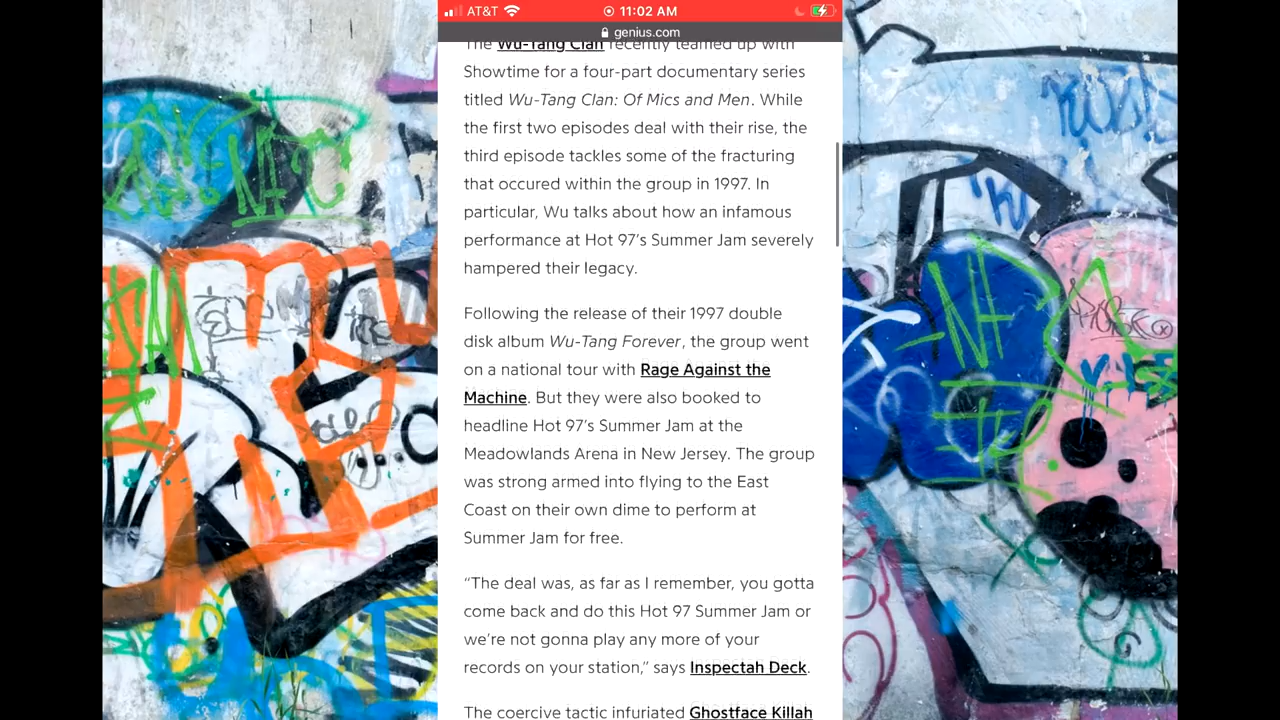 AT&T 11:02 AM
genius.com
The Wu-Tang Clan recently teamed up with
Showtime for a four-part documentary series
titled Wu-Tang Clan: Of Mics and Men. While
the first two episodes deal with their rise, the
third episode tackles some of the fracturing
that occured within the group in 1997. In
particular, Wu talks about how an infamous
performance at Hot 97's Summer Jam severely
hampered their legacy.
Following the release of their 1997 double
disk album Wu-Tang Forever, the group went
on a national tour with Rage Against the
Machine. But they were also booked to
headline Hot 97's Summer Jam at the
Meadowlands Arena in New Jersey. The group
was strong armed into flying to the East
Coast on their own dime to perform at
Summer Jam for free.
“The deal was, as far as I remember, you gotta
come back and do this Hot 97 Summer Jam or
we're not gonna play any more of your
records on your station,” says Inspectah Deck.
The coercive tactic infuriated Ghostface Killah